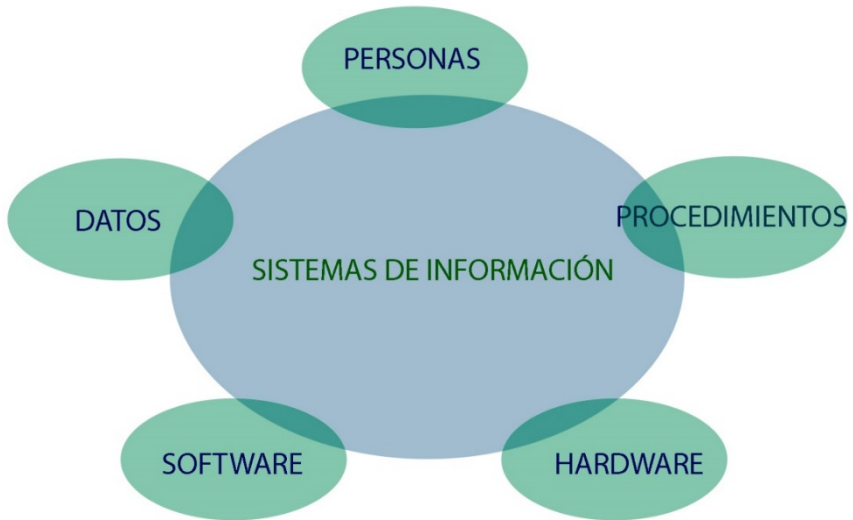 PERSONAS
DATOS
PROCEDIMIENTOS
SISTEMAS DE INFORMACIÓN
SOFTWARE
HARDWARE